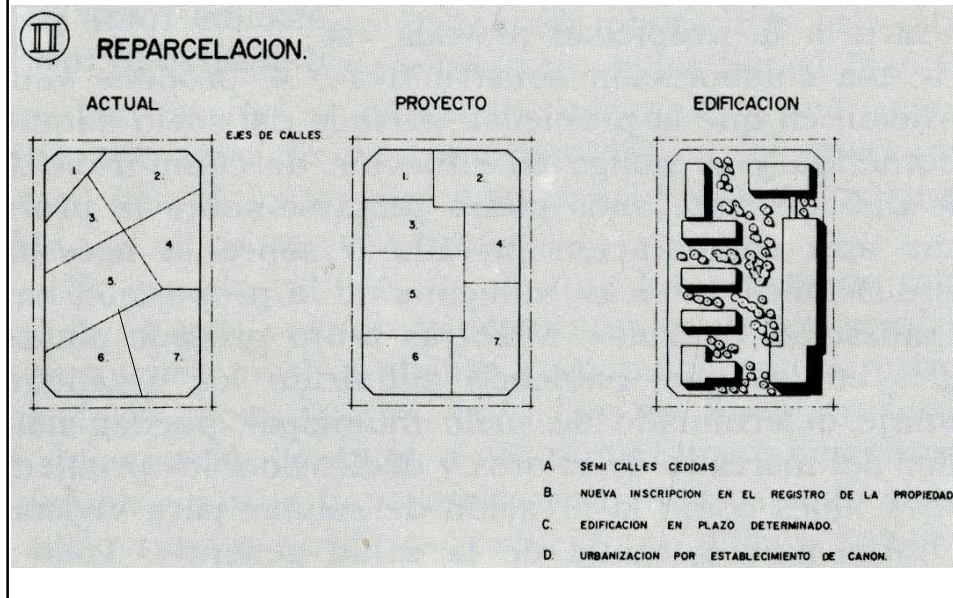 II
REPARCELACION.
ACTUAL
PROYECTO
EDIFICACION
EJES DE CALLES.
1.
2.
3.
4.
5.
6.
7.
1.
2.
3.
4.
5.
6.
7.
A. SEMI CALLES CEDIDAS.
B. NUEVA INSCRIPCION EN EL REGISTRO DE LA PROPIEDAD
C. EDIFICACION EN PLAZO DETERMINADO.
D. URBANIZACION POR ESTABLECIMIENTO DE CANON.